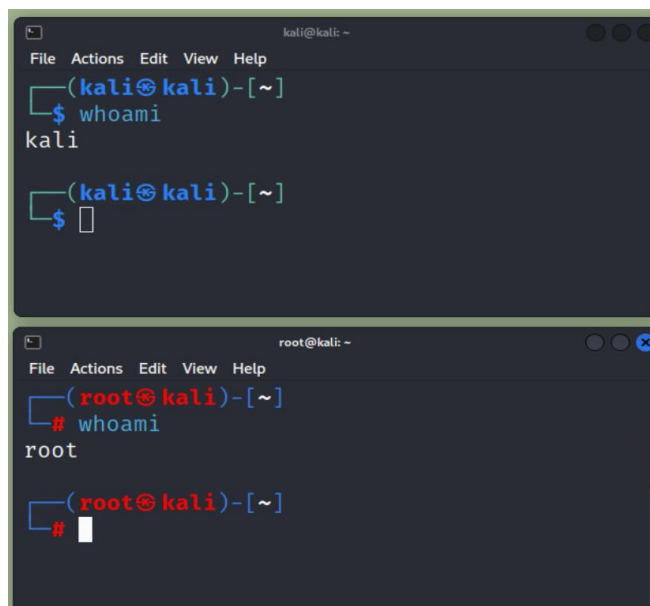 kali@kali: ~
File Actions Edit View Help
┌──(kali㉿kali)-[~]
└─$ whoami
kali
┌──(kali㉿kali)-[~]
└─$
root@kali: ~
File Actions Edit View Help
┌──(root㉿kali)-[~]
└─# whoami
root
┌──(root㉿kali)-[~]
└─#